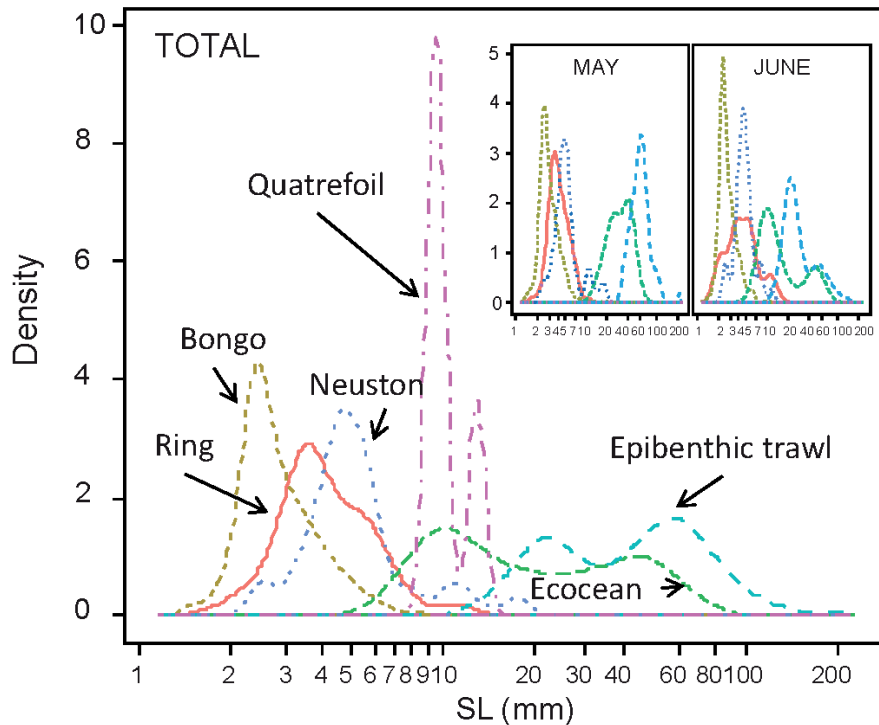 TOTAL
Density
10
8
6
4
2
0
Quatrefoil
Bongo
Neuston
Ring
Epibenthic trawl
Ecocean
1 2 3 4 5 6 7 8 9 10 20 30 40 60 80 100 200
SL (mm)
MAY
JUNE
5
4
3
2
1
0
1 2 3 4 5 7 10 20 40 60 100 200
1 2 3 4 5 7 10 20 40 60 100 200